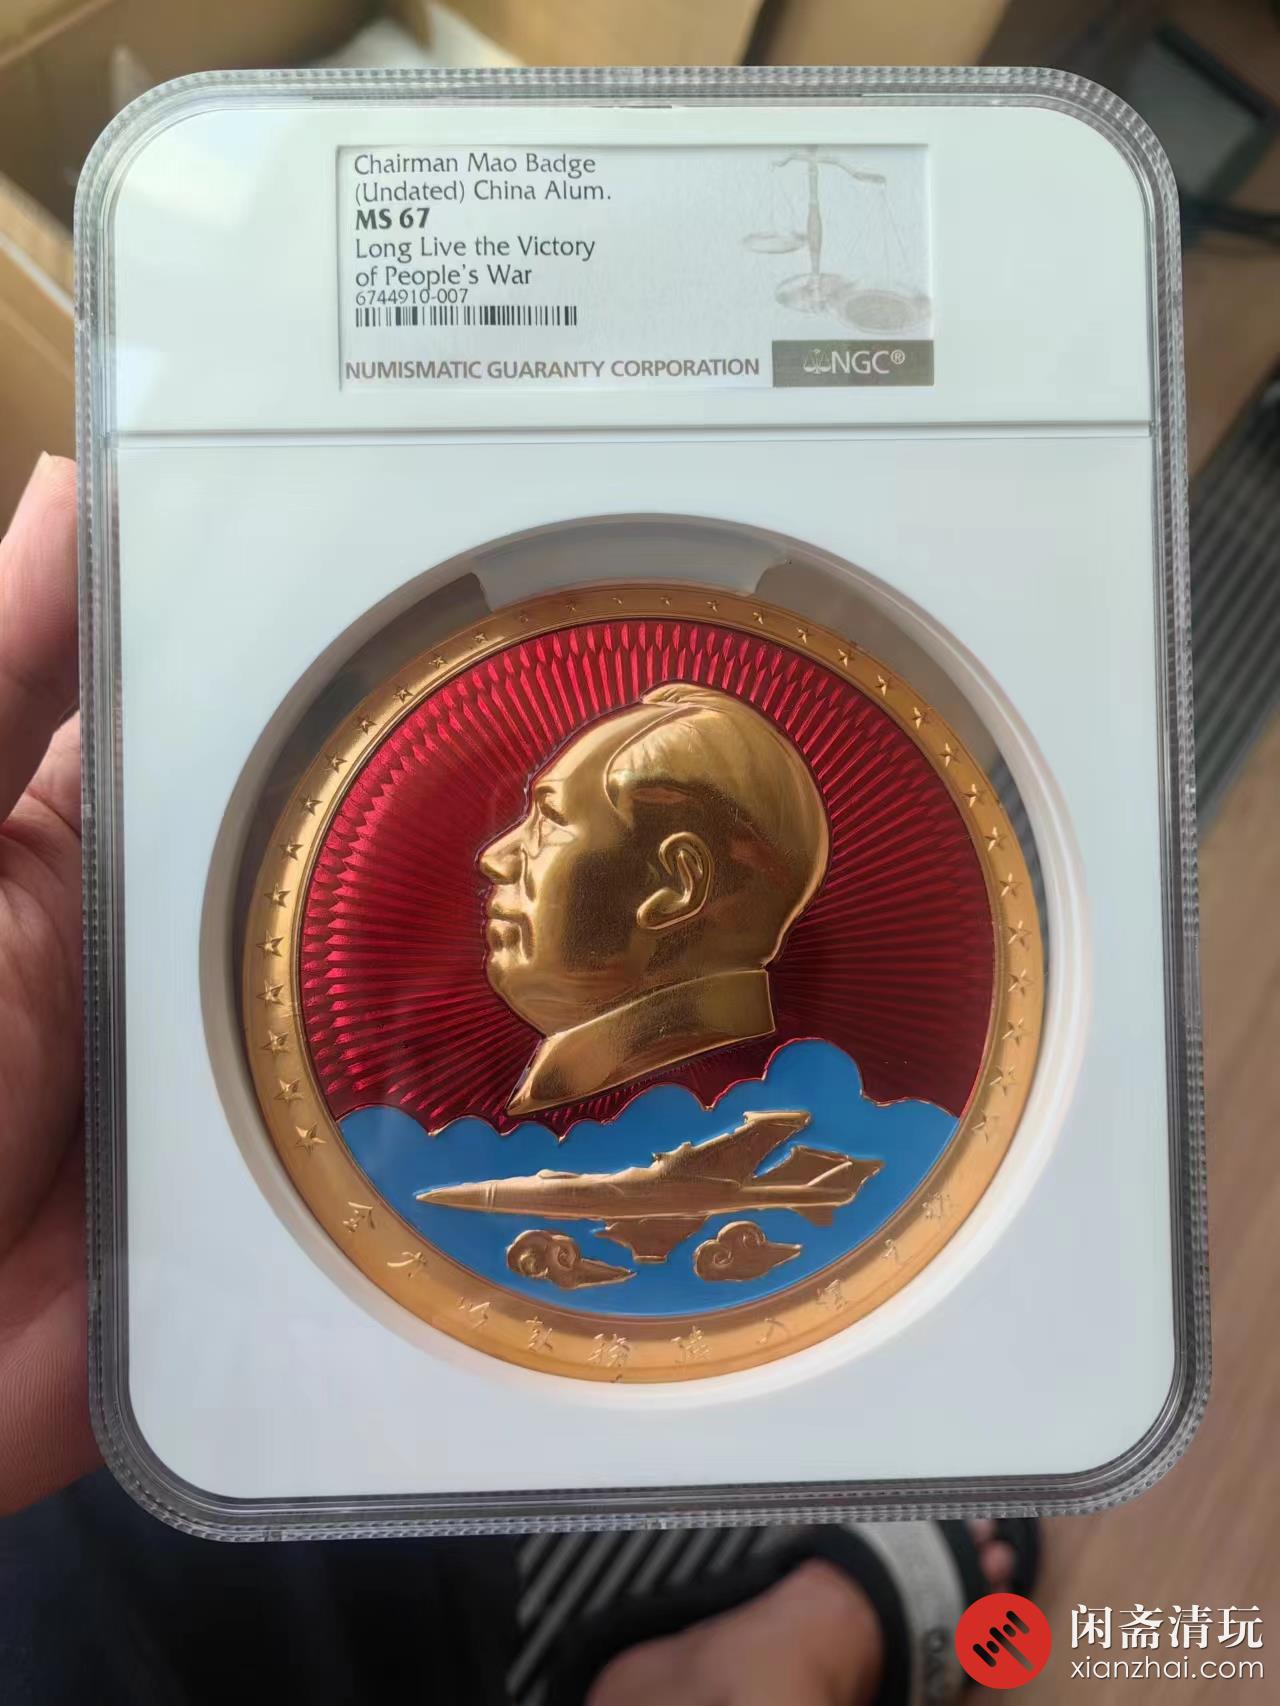 Chairman Mao Badge
(Undated) China Alum.
MS 67
Long Live the Victory
of People's War
6744910-007
NUMISMATIC GUARANTY CORPORATION
NGC®
闲斋清玩
xianzhai.com